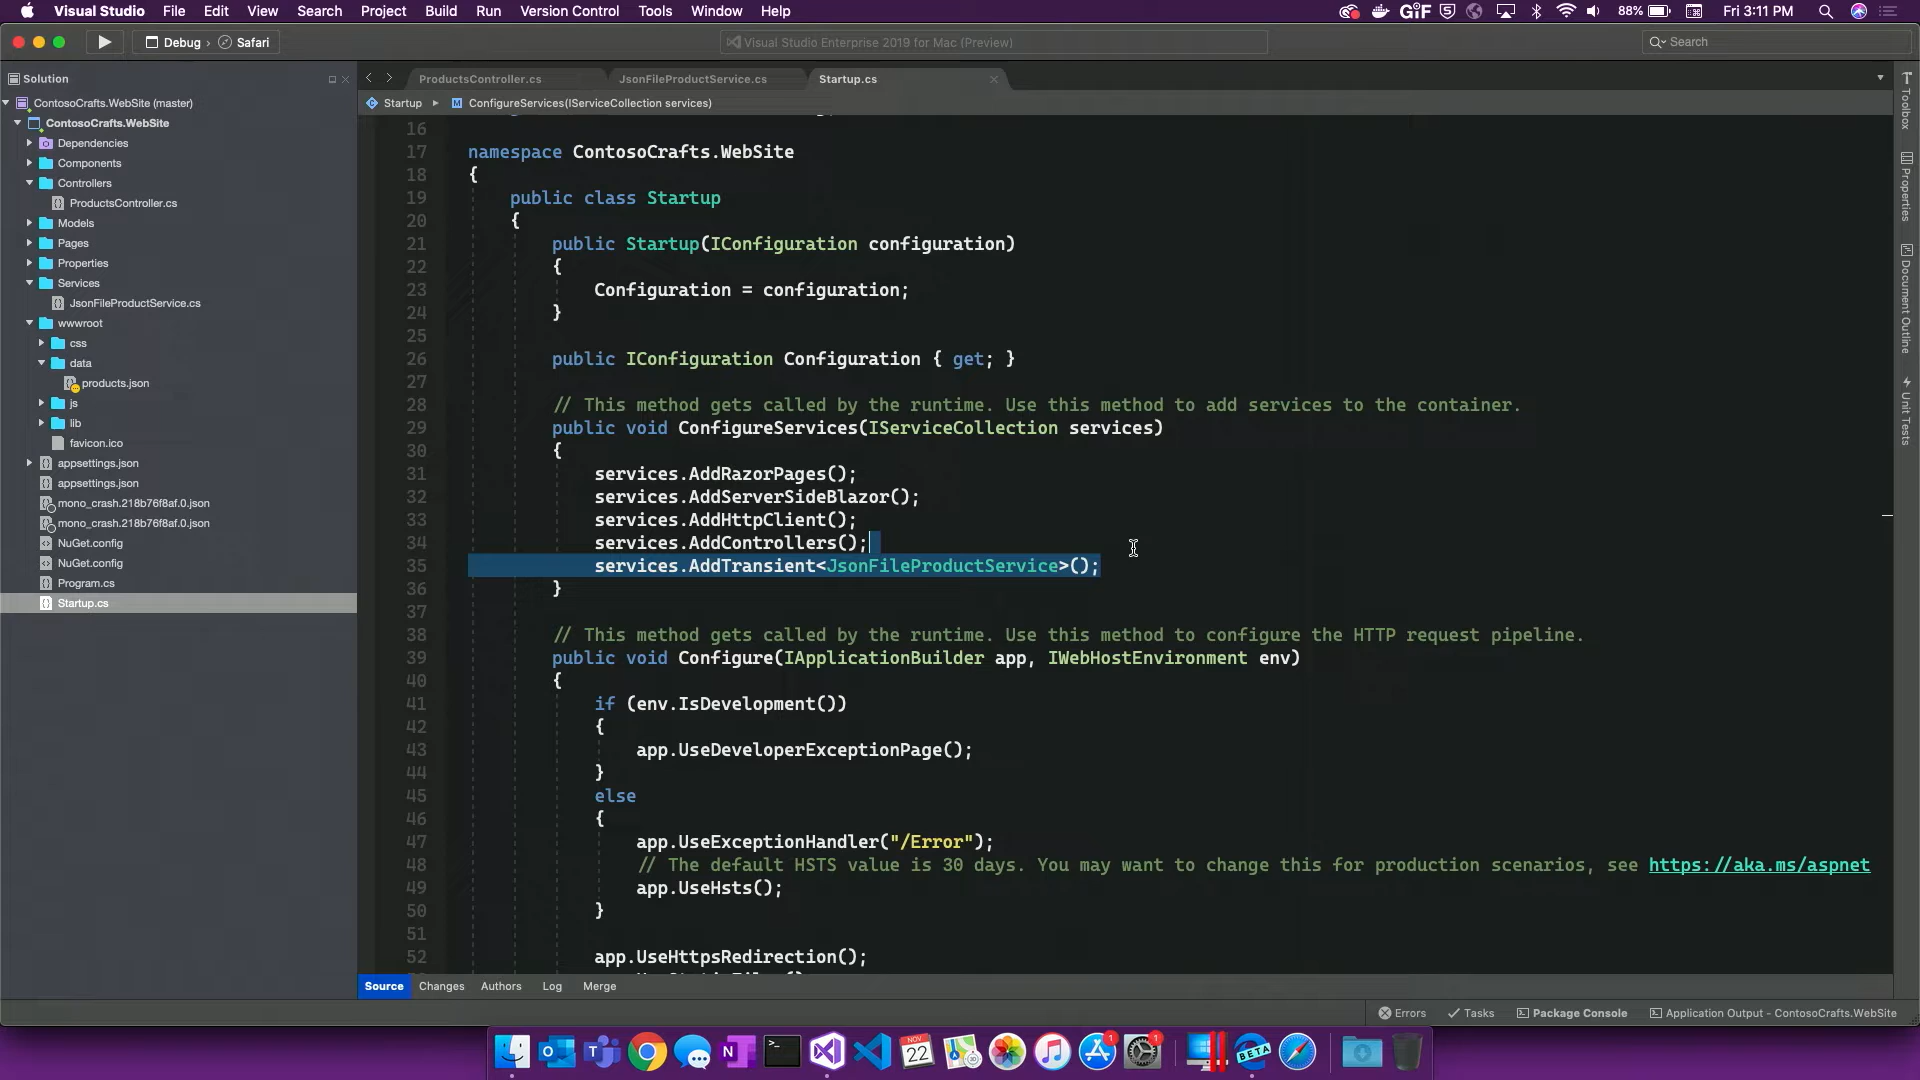 Visual Studio File Edit View Search Project Build Run Version Control Tools Window Help GIF 88% Fri 3:11 PM
Debug › Safari Visual Studio Enterprise 2019 for Mac (Preview) Search
Solution
ContosoCrafts.WebSite (master)
ContosoCrafts.WebSite
Dependencies
Components
Controllers
ProductsController.cs
Models
Pages
Properties
Services
JsonFileProductService.cs
wwwroot
css
data
products.json
js
lib
favicon.ico
appsettings.json
appsettings.json
mono_crash.218b76f8af.0.json
mono_crash.218b76f8af.0.json
NuGet.config
NuGet.config
Program.cs
Startup.cs
ProductsController.cs JsonFileProductService.cs Startup.cs
Startup ConfigureServices(IServiceCollection services)
16
17 namespace ContosoCrafts.WebSite
18 {
19 public class Startup
20 {
21 public Startup(IConfiguration configuration)
22 {
23 Configuration = configuration;
24 }
25
26 public IConfiguration Configuration { get; }
27
28 // This method gets called by the runtime. Use this method to add services to the container.
29 public void ConfigureServices(IServiceCollection services)
30 {
31 services.AddRazorPages();
32 services.AddServerSideBlazor();
33 services.AddHttpClient();
34 services.AddControllers();
35 services.AddTransient<JsonFileProductService>();
36 }
37
38 // This method gets called by the runtime. Use this method to configure the HTTP request pipeline.
39 public void Configure(IApplicationBuilder app, IWebHostEnvironment env)
40 {
41 if (env.IsDevelopment())
42 {
43 app.UseDeveloperExceptionPage();
44 }
45 else
46 {
47 app.UseExceptionHandler("/Error");
48 // The default HSTS value is 30 days. You may want to change this for production scenarios, see https://aka.ms/aspnet
49 app.UseHsts();
50 }
51
52 app.UseHttpsRedirection();
Toolbox
Properties
Document Outline
Unit Tests
Source Changes Authors Log Merge
Errors Tasks Package Console Application Output - ContosoCrafts.WebSite
NOV
22
1
1
BETA